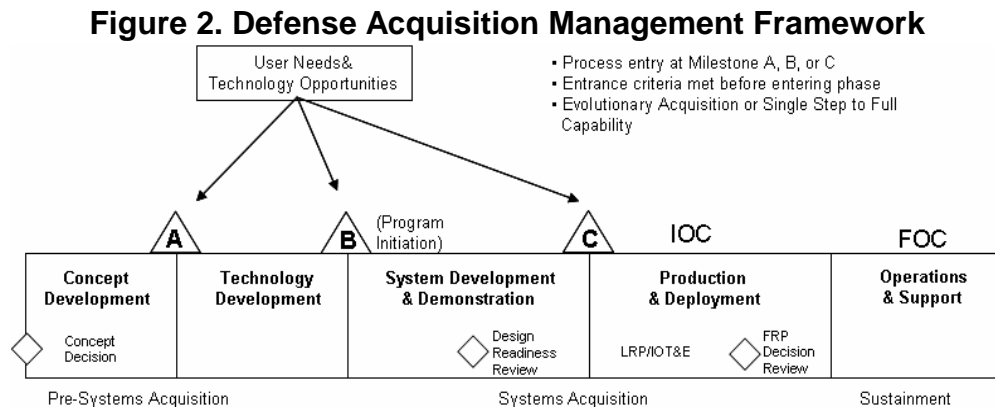 Figure 2. Defense Acquisition Management Framework
User Needs&
Technology Opportunities
▪ Process entry at Milestone A, B, or C
▪ Entrance criteria met before entering phase
▪ Evolutionary Acquisition or Single Step to Full
Capability
A
B
(Program
Initiation)
C
IOC
FOC
Concept
Development
Technology
Development
System Development
& Demonstration
Production
& Deployment
Operations
& Support
Concept
Decision
Design
Readiness
Review
LRP/IOT&E
FRP
Decision
Review
Pre-Systems Acquisition
Systems Acquisition
Sustainment